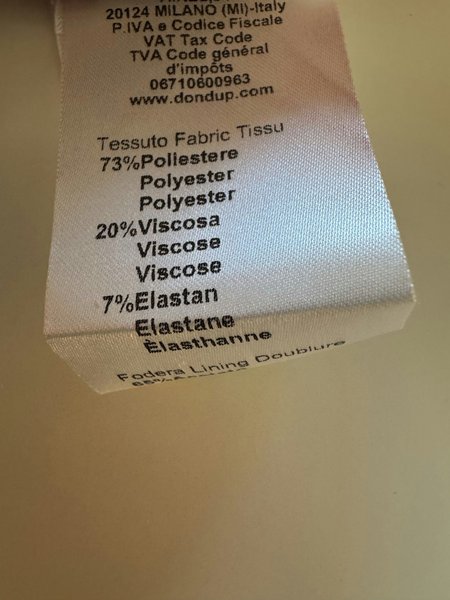 20124 MILANO (MI)-Italy
P.IVA e Codice Fiscale
VAT Tax Code
TVA Code général
d'impôts
06710600963
www.dondup.com
Tessuto Fabric Tissu
73%Poliestere
Polyester
Polyester
20%Viscosa
Viscose
Viscose
7%Elastan
Elastane
Èlasthanne
Fodera Lining Doublure